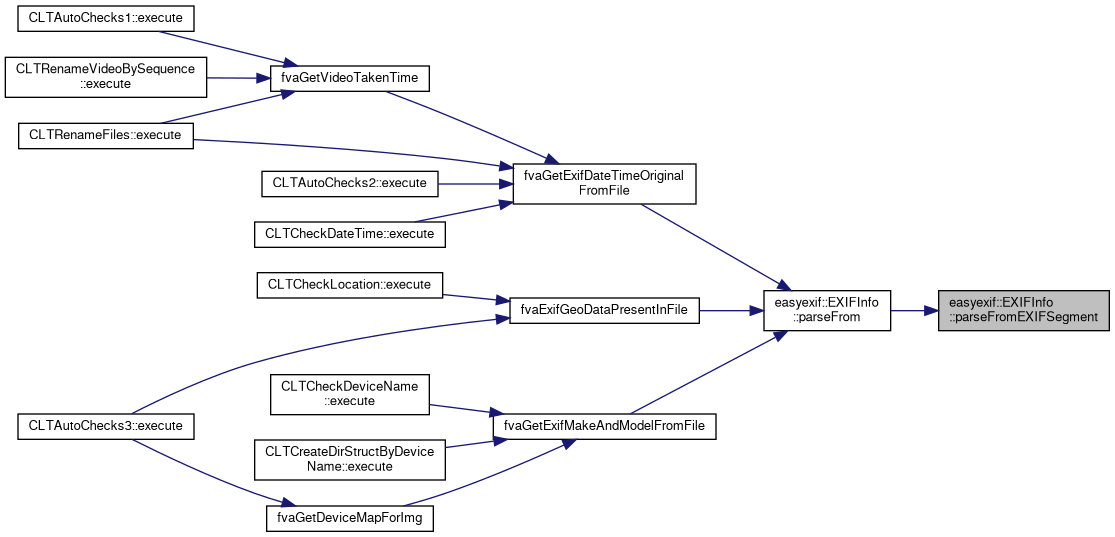 CLTAutoChecks1::execute
CLTRenameVideoBySequence
::execute
fvaGetVideoTakenTime
CLTRenameFiles::execute
fvaGetExifDateTimeOriginal
FromFile
CLTAutoChecks2::execute
CLTCheckDateTime::execute
CLTCheckLocation::execute
fvaExifGeoDataPresentInFile
easyexif::EXIFInfo
::parseFrom
easyexif::EXIFInfo
::parseFromEXIFSegment
CLTCheckDeviceName
::execute
CLTAutoChecks3::execute
fvaGetExifMakeAndModelFromFile
CLTCreateDirStructByDevice
Name::execute
fvaGetDeviceMapForImg